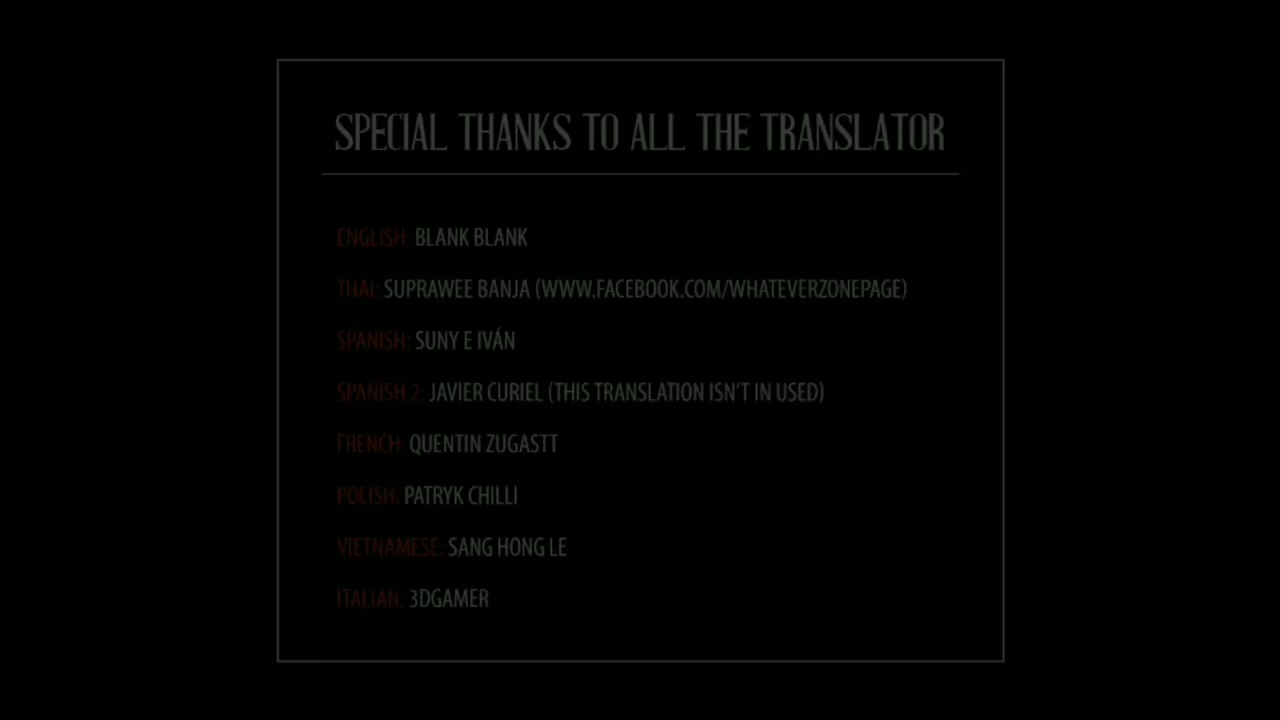 SPECIAL THANKS TO ALL THE TRANSLATOR
ENGLISH: BLANK BLANK
THAI: SUPRAWEE BANJA (WWW.FACEBOOK.COM/WHATEVERZONEPAGE)
SPANISH: SUNY E IVÁN
SPANISH 2: JAVIER CURIEL (THIS TRANSLATION ISN'T IN USED)
FRENCH: QUENTIN ZUGASTT
POLISH: PATRYK CHILLI
VIETNAMESE: SANG HONG LE
ITALIAN: 3DGAMER